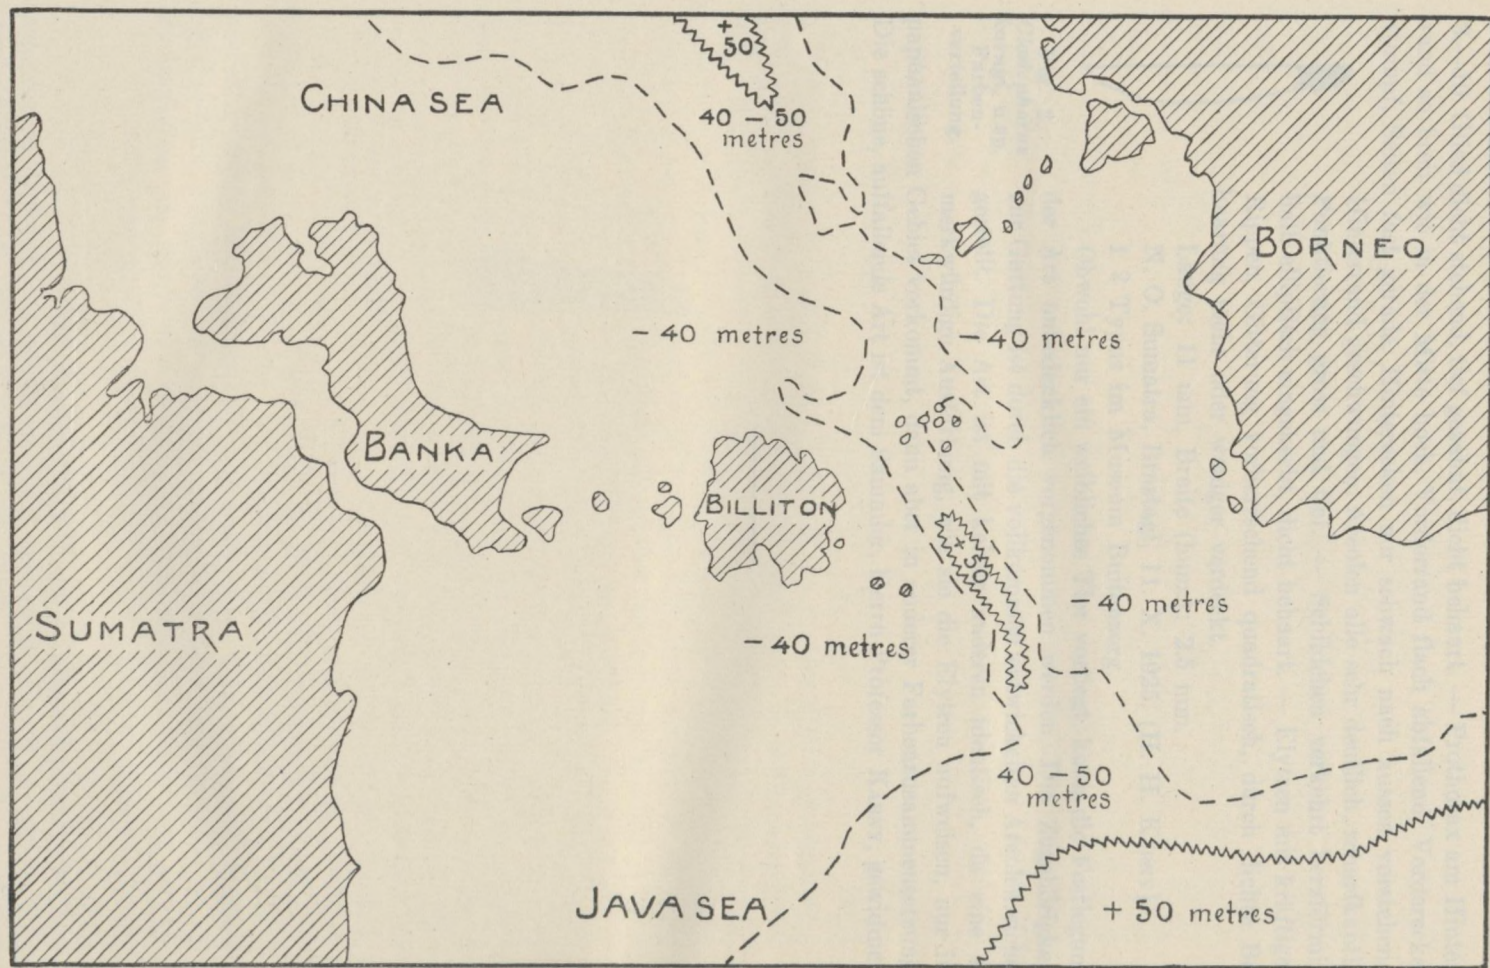 +
50
CHINA SEA
40 – 50
metres
BORNEO
– 40 metres
– 40 metres
BANKA
BILLITON
+ 50
– 40 metres
SUMATRA
– 40 metres
40 – 50
metres
JAVA SEA
+ 50 metres